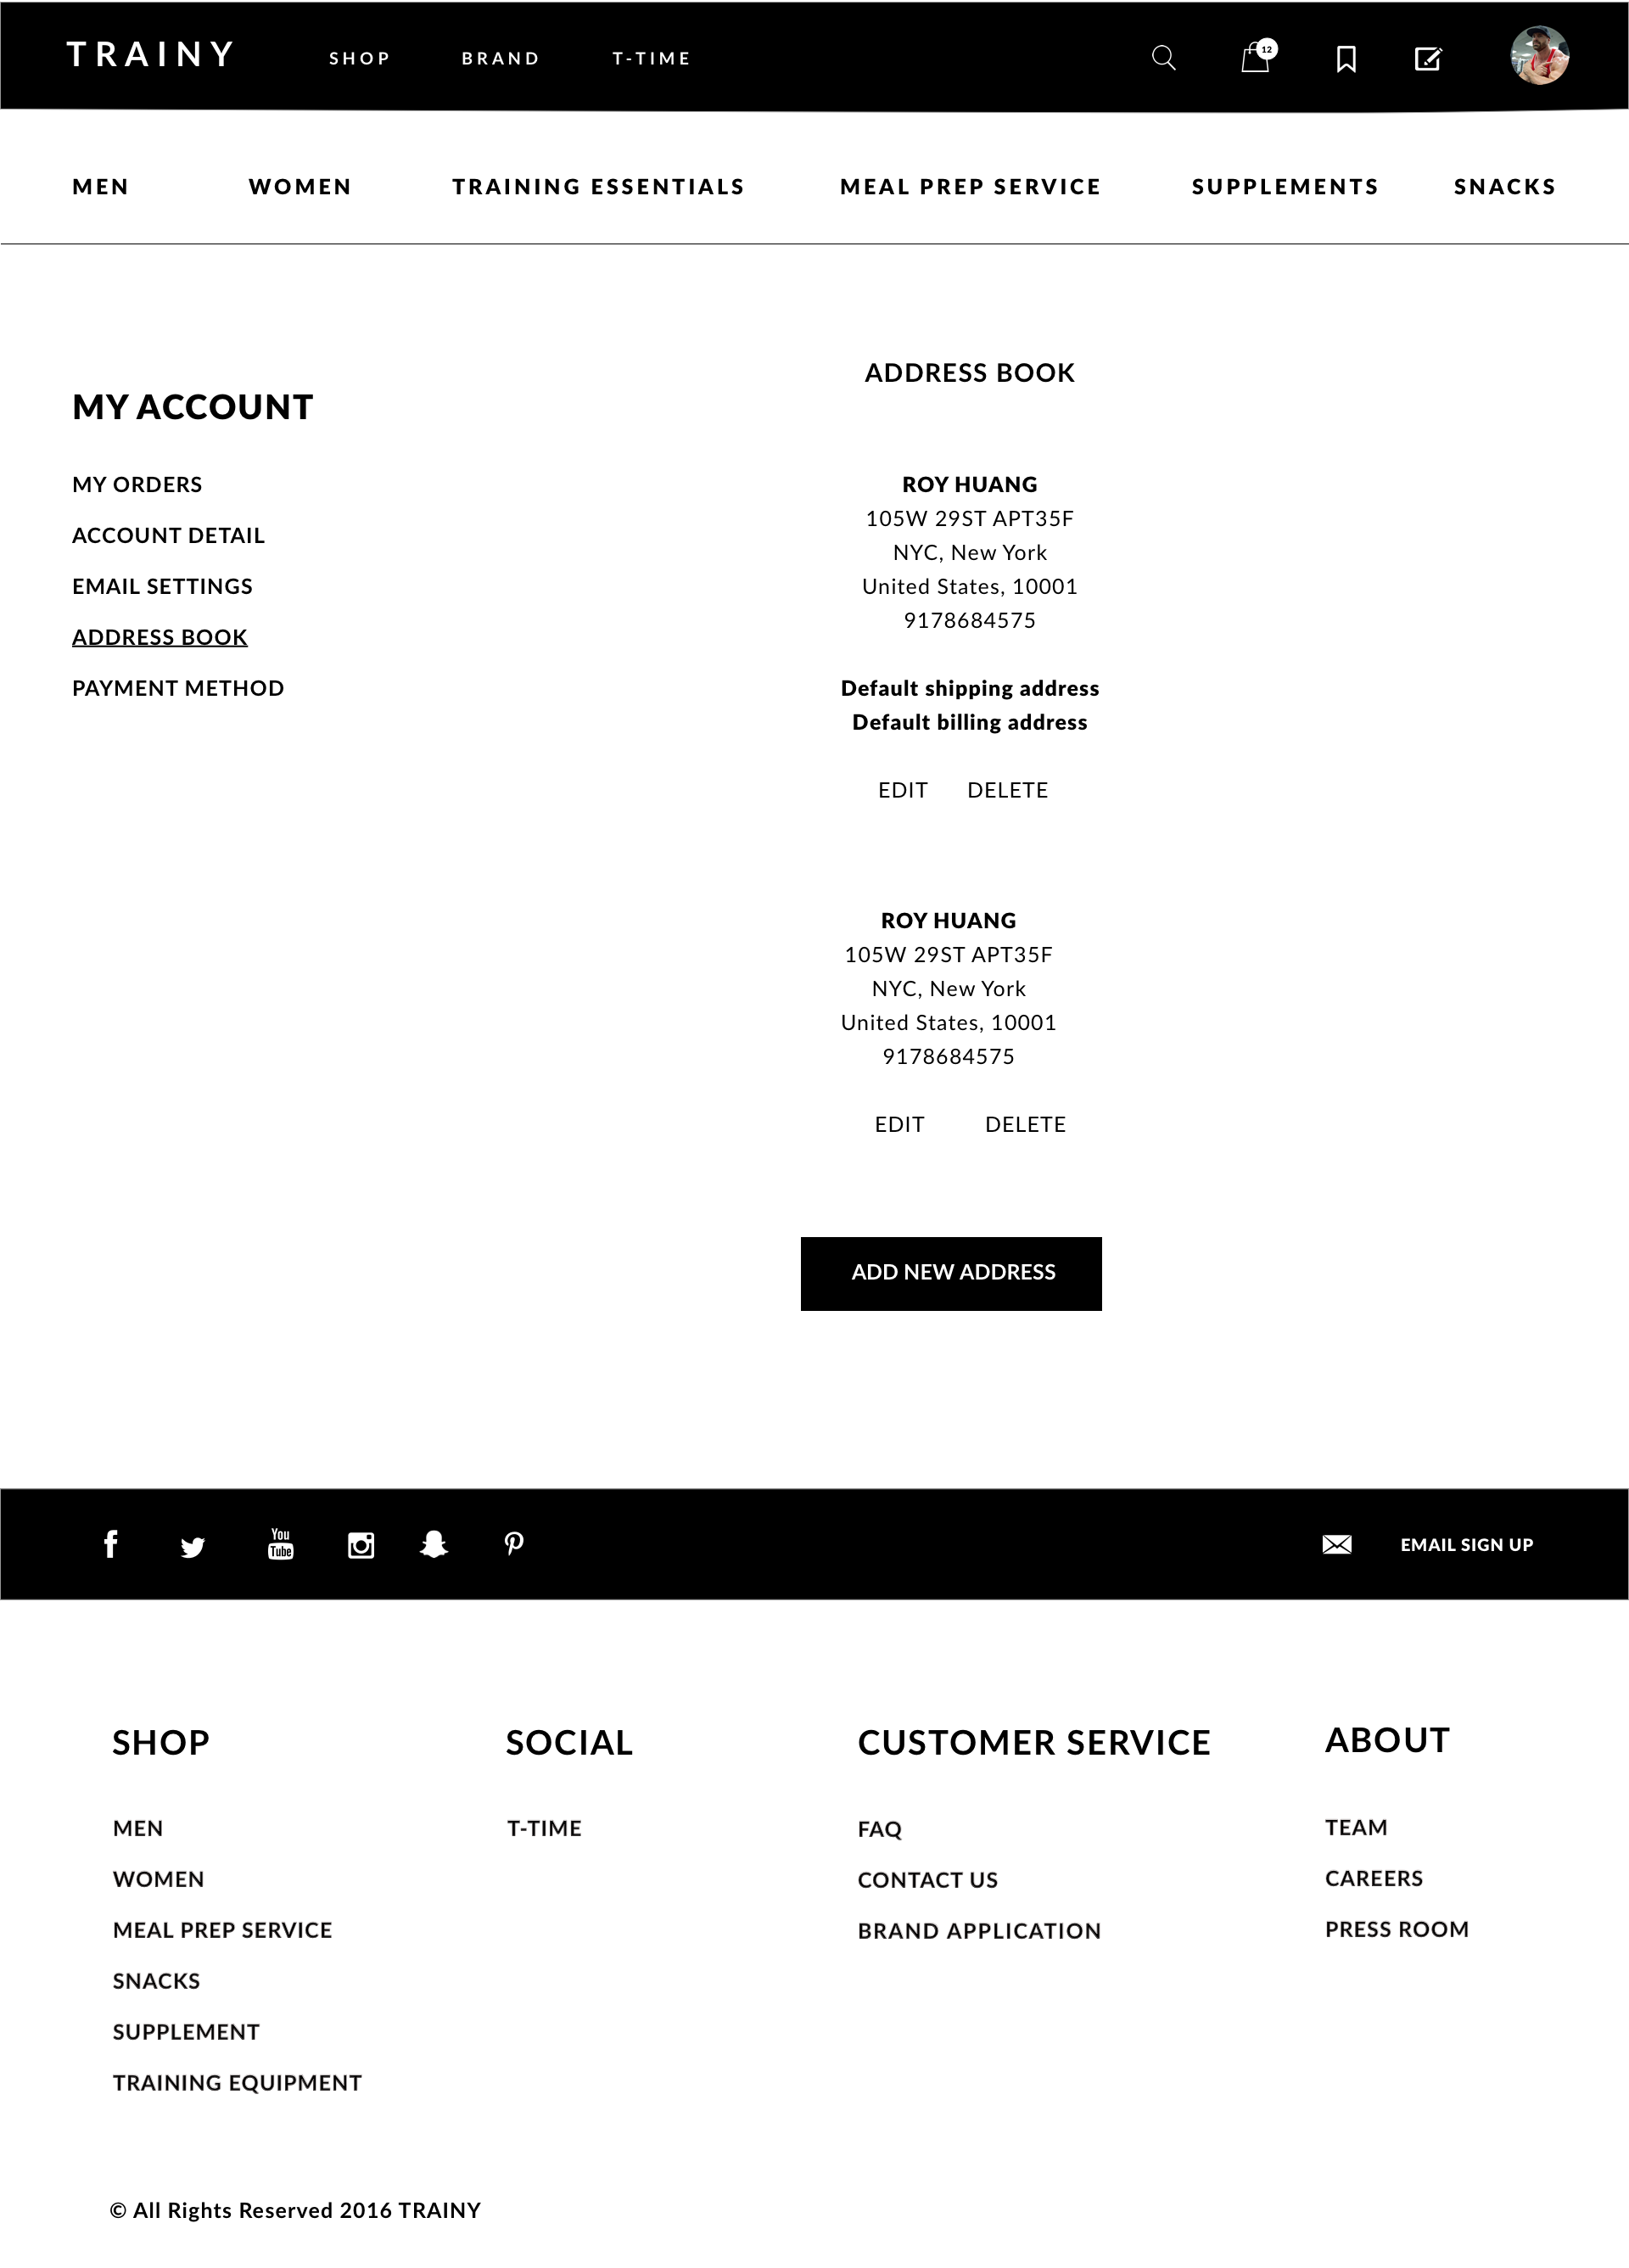 TRAINY
SHOP BRAND T-TIME
12
MEN WOMEN TRAINING ESSENTIALS MEAL PREP SERVICE SUPPLEMENTS SNACKS
MY ACCOUNT
MY ORDERS
ACCOUNT DETAIL
EMAIL SETTINGS
ADDRESS BOOK
PAYMENT METHOD
ADDRESS BOOK
ROY HUANG
105W 29ST APT35F
NYC, New York
United States, 10001
9178684575
Default shipping address
Default billing address
EDIT DELETE
ROY HUANG
105W 29ST APT35F
NYC, New York
United States, 10001
9178684575
EDIT DELETE
ADD NEW ADDRESS
You
Tube
EMAIL SIGN UP
SHOP
MEN
WOMEN
MEAL PREP SERVICE
SNACKS
SUPPLEMENT
TRAINING EQUIPMENT
SOCIAL
T-TIME
CUSTOMER SERVICE
FAQ
CONTACT US
BRAND APPLICATION
ABOUT
TEAM
CAREERS
PRESS ROOM
© All Rights Reserved 2016 TRAINY